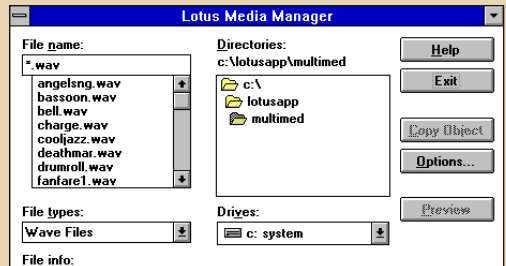 Lotus Media Manager
File name:
*.wav
angelsng.wav
bassoon.wav
bell.wav
charge.wav
cooljazz.wav
deathmar.wav
drumroll.wav
fanfare1.wav
File types:
Wave Files
File info:
Directories:
c:\lotusapp\multimed
c:\
lotusapp
multimed
Drives:
c: system
Help
Exit
Copy Object
Options...
Preview